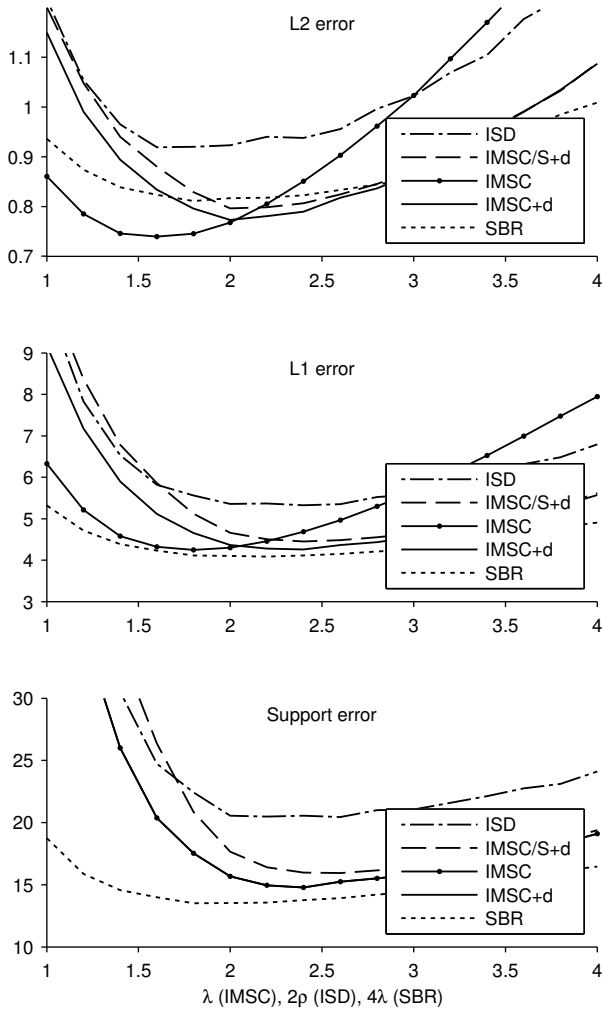 L2 error
1.1
1
0.9
0.8
0.7
ISD
IMSC/S+d
IMSC
IMSC+d
SBR
1 1.5 2 2.5 3 3.5 4
L1 error
9
8
7
6
5
4
3
ISD
IMSC/S+d
IMSC
IMSC+d
SBR
1 1.5 2 2.5 3 3.5 4
Support error
30
25
20
15
10
ISD
IMSC/S+d
IMSC
IMSC+d
SBR
1 1.5 2 2.5 3 3.5 4
λ (IMSC), 2ρ (ISD), 4λ (SBR)